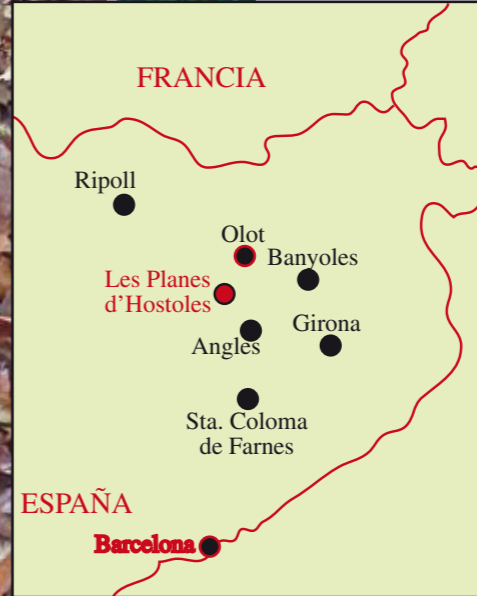 FRANCIA
Ripoll
Olot
Banyoles
Les Planes
d'Hostoles
Girona
Angles
Sta. Coloma
de Farnes
ESPAÑA
Barcelona